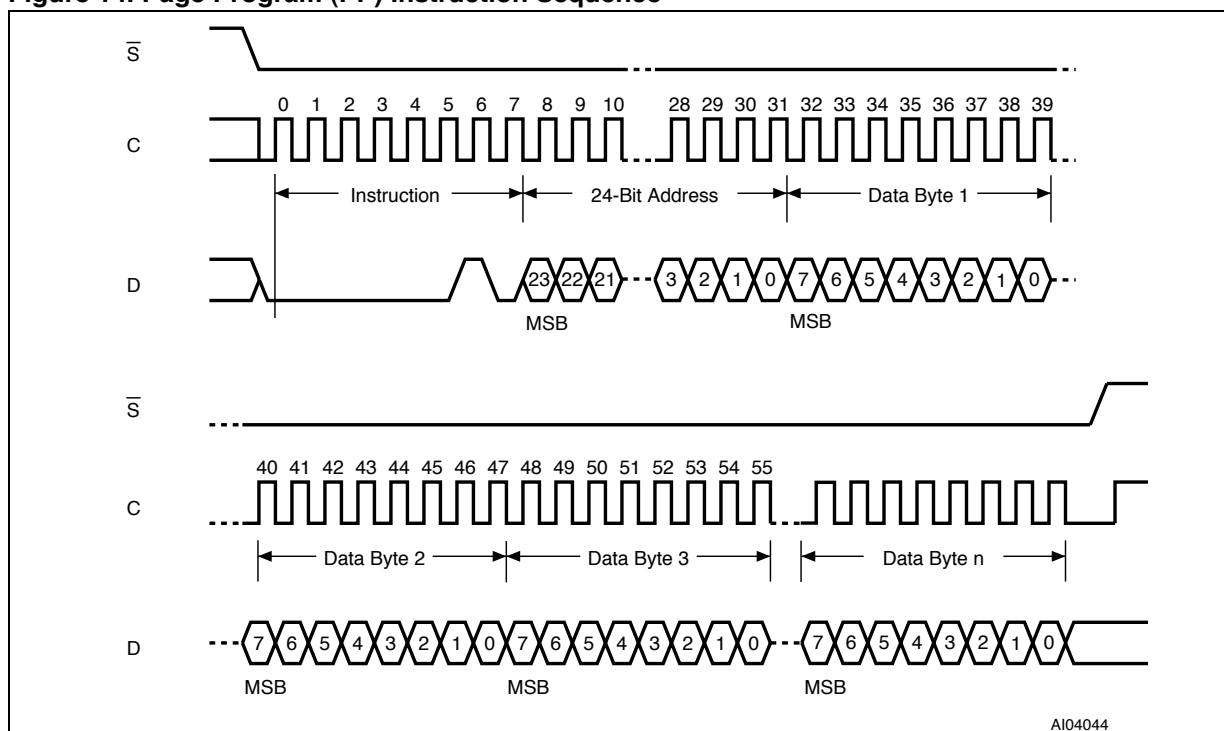 Page Program Instruction Sequence
S̅
0 1 2 3 4 5 6 7 8 9 10 28 29 30 31 32 33 34 35 36 37 38 39
C
Instruction 24-Bit Address Data Byte 1
D 23 22 21 3 2 1 0 7 6 5 4 3 2 1 0
MSB MSB
S̅
40 41 42 43 44 45 46 47 48 49 50 51 52 53 54 55
C
Data Byte 2 Data Byte 3 Data Byte n
D 7 6 5 4 3 2 1 0 7 6 5 4 3 2 1 0 7 6 5 4 3 2 1 0
MSB MSB MSB
AI04044